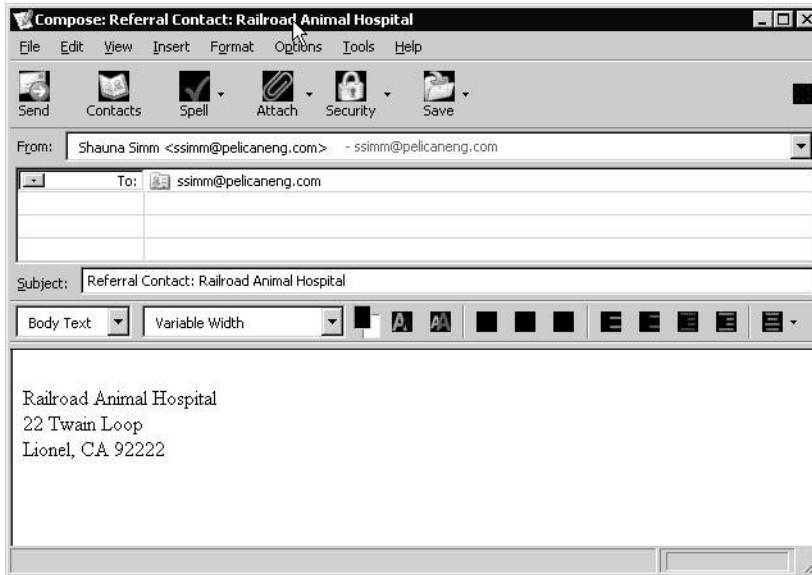 Compose: Referral Contact: Railroad Animal Hospital
File Edit View Insert Format Options Tools Help
Send Contacts Spell Attach Security Save
From: Shauna Simm <ssimm@pelicaneng.com> - ssimm@pelicaneng.com
To: ssimm@pelicaneng.com
Subject: Referral Contact: Railroad Animal Hospital
Body Text Variable Width
Railroad Animal Hospital
22 Twain Loop
Lionel, CA 92222